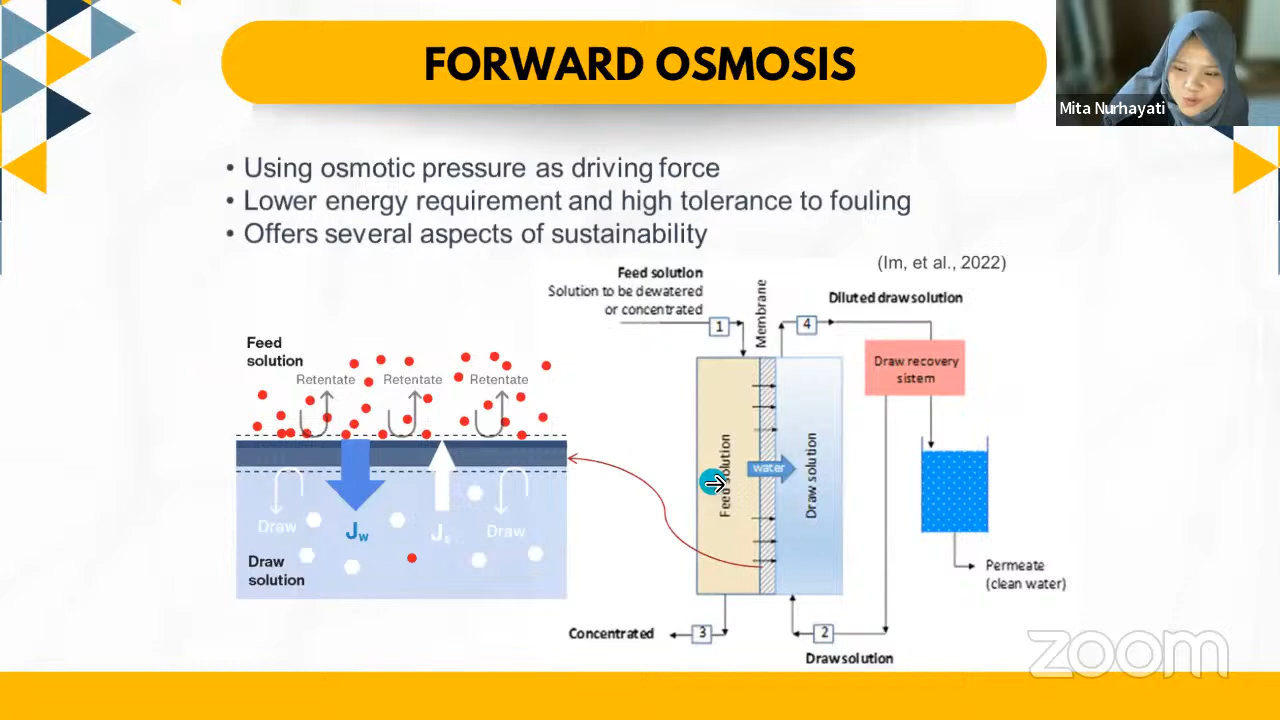 FORWARD OSMOSIS
Mita Nurhayati
• Using osmotic pressure as driving force
• Lower energy requirement and high tolerance to fouling
• Offers several aspects of sustainability
(Im, et al., 2022)
Feed
solution
Retentate
Retentate
Retentate
Draw
Jw
Js
Draw
Draw
solution
Feed solution
Solution to be dewatered
or concentrated
1
Membrane
4
Diluted draw solution
Draw recovery
sistem
Feed solution
water
Draw solution
Permeate
(clean water)
Concentrated
3
2
Draw solution
zoom